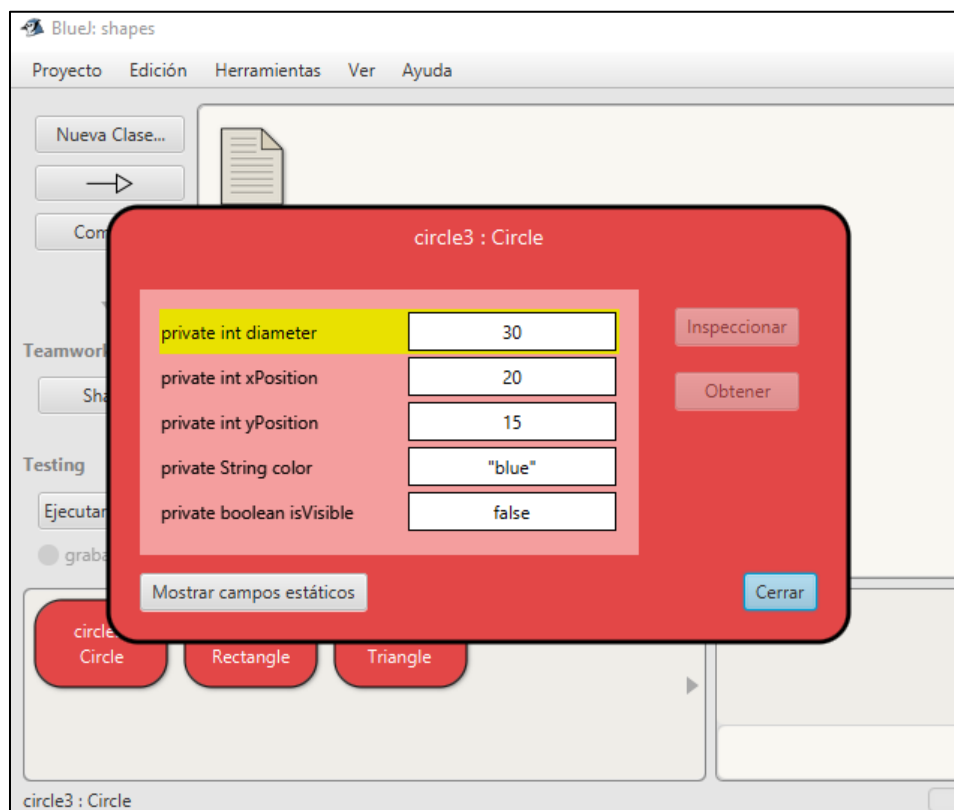 BlueJ: shapes
Proyecto Edición Herramientas Ver Ayuda
Nueva Clase...
Com
circle3 : Circle
private int diameter 30
private int xPosition 20
private int yPosition 15
private String color "blue"
private boolean isVisible false
Inspeccionar
Obtener
Mostrar campos estáticos
Cerrar
Teamwor
Sha
Testing
Ejecutar
graba
circle
Circle
Rectangle
Triangle
circle3 : Circle